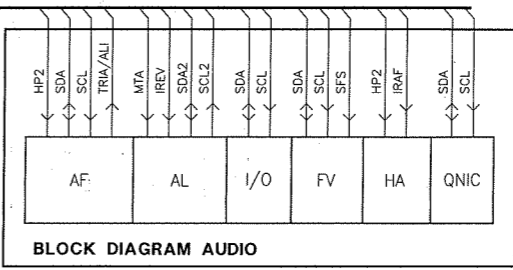 HP2
SDA
SCL
TRIA/ALI
MTA
IREV
SDA2
SCL2
SDA
SCL
SDA
SCL
SFS
HP2
IRAF
SDA
SCL
AF
AL
I/O
FV
HA
QNIC
BLOCK DIAGRAM AUDIO